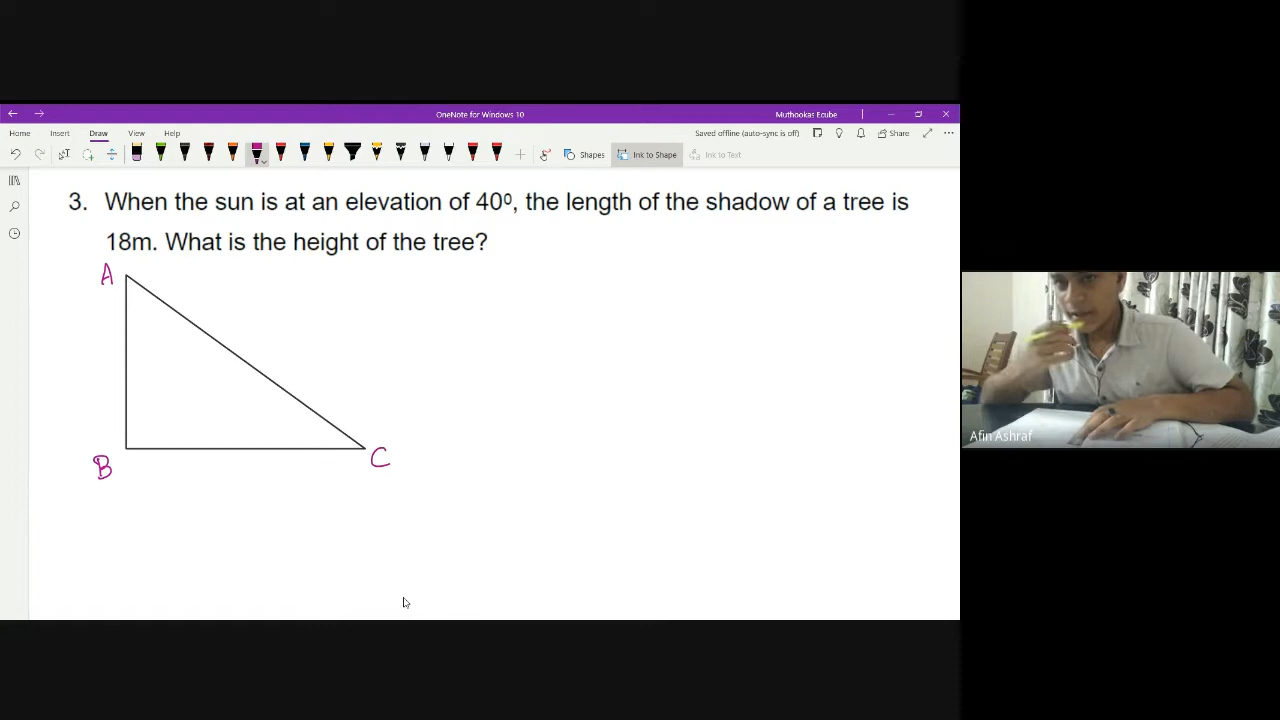 OneNote for Windows 10
Muthookas Ecube
Home Insert Draw View Help
Saved offline (auto-sync is off)
Share
Shapes
Ink to Shape
Ink to Text
3. When the sun is at an elevation of 40⁰, the length of the shadow of a tree is
18m. What is the height of the tree?
A
B
C
Afin Ashraf